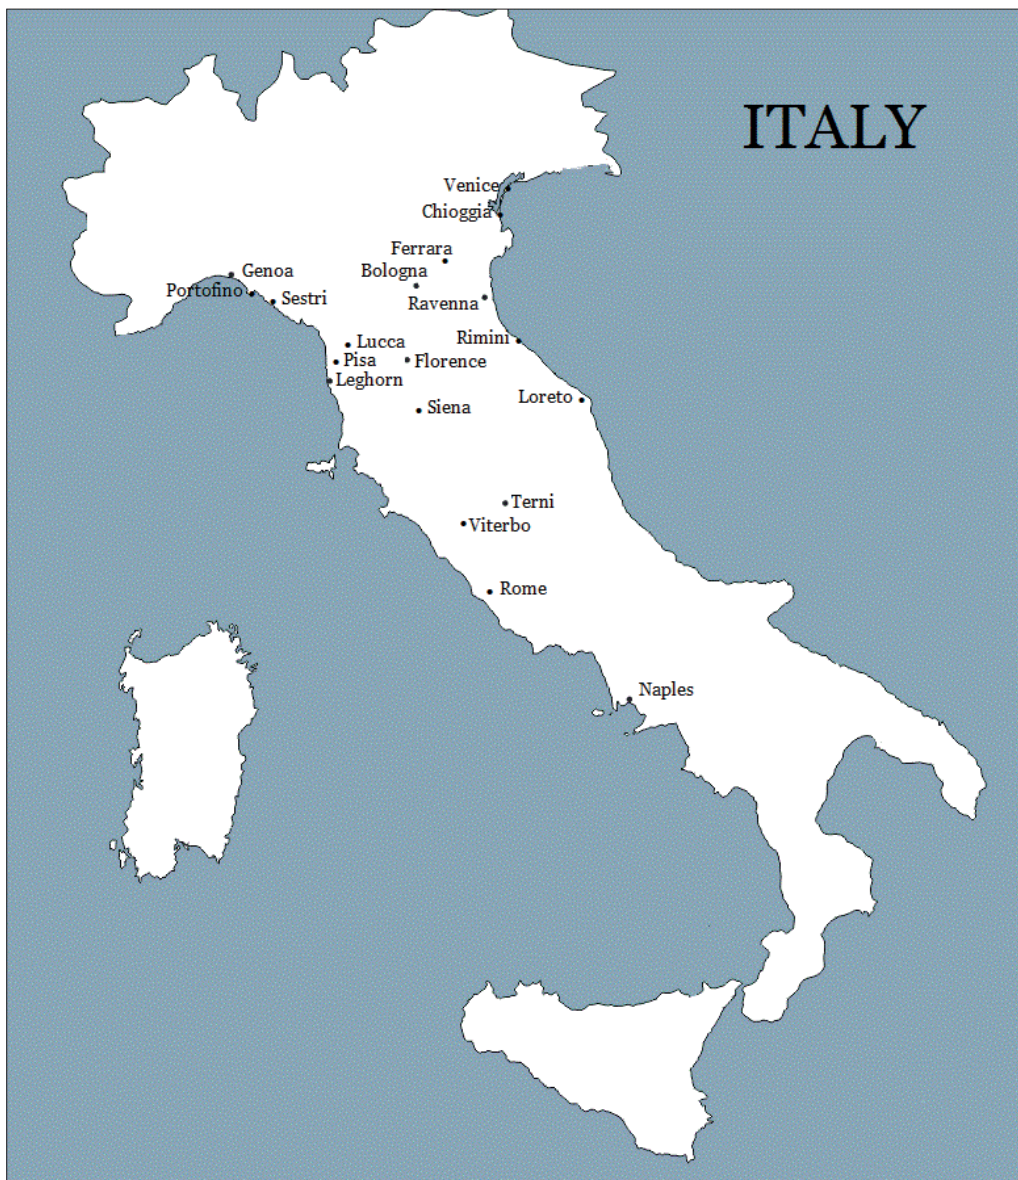 ITALY
Venice
Chioggia
Ferrara
Bologna
Genoa
Portofino
Sestri
Ravenna
Rimini
Lucca
Pisa
Florence
Leghorn
Loreto
Siena
Terni
Viterbo
Rome
Naples